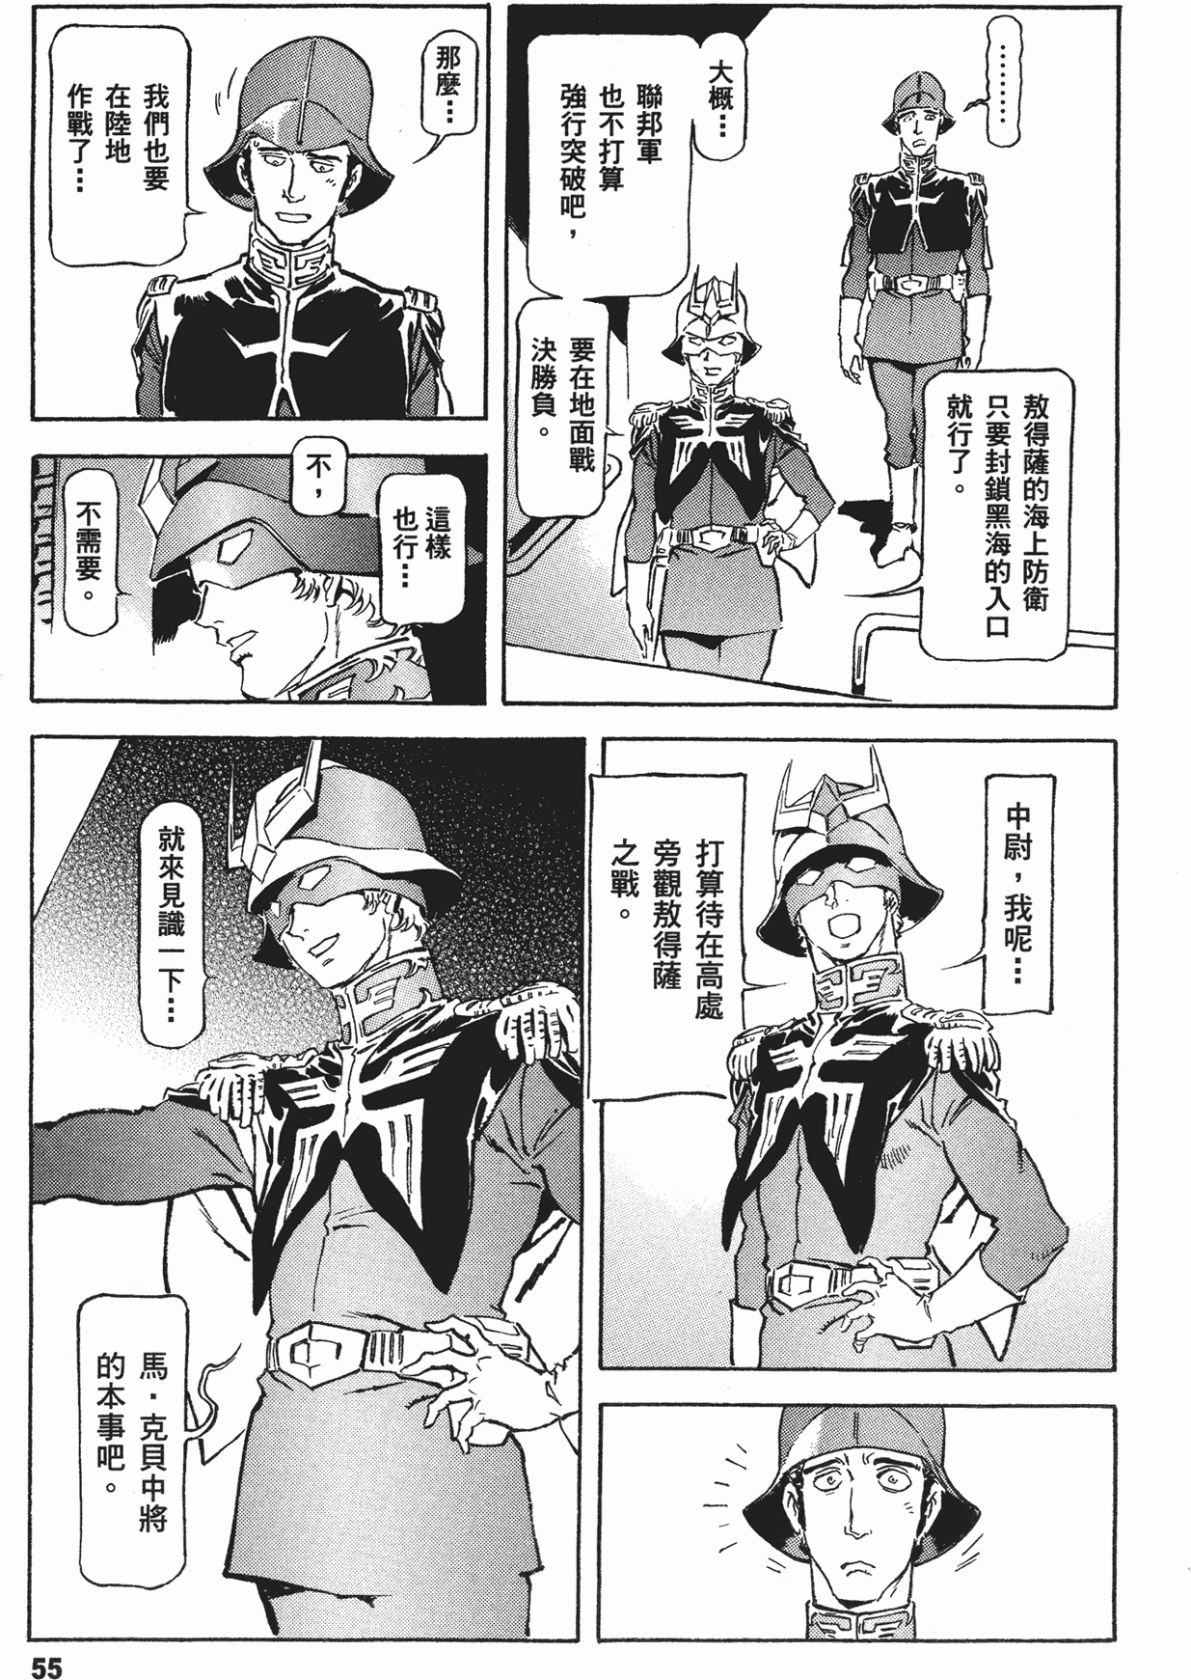 ………
敖得薩的海上防衛
只要封鎖黑海的入口
就行了。
大概…
聯邦軍
也不打算
強行突破吧，
要在地面戰
決勝負。
那麼…
我們也要
在陸地
作戰了…
這樣
也行…
不，
不需要。
中尉，我呢…
打算待在高處
旁觀敖得薩
之戰。
就來見識一下…
馬．克貝中將
的本事吧。
55